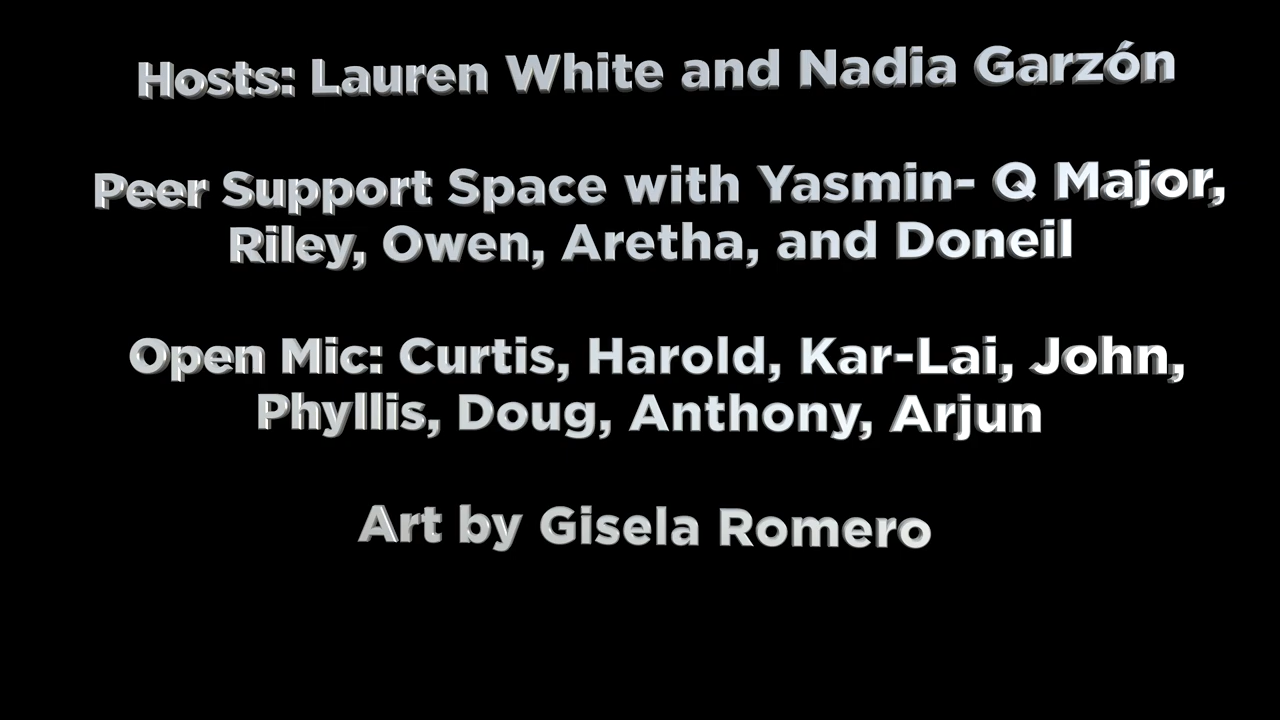 Hosts: Lauren White and Nadia Garzón
Peer Support Space with Yasmin- Q Major,
Riley, Owen, Aretha, and Doneil
Open Mic: Curtis, Harold, Kar-Lai, John,
Phyllis, Doug, Anthony, Arjun
Art by Gisela Romero